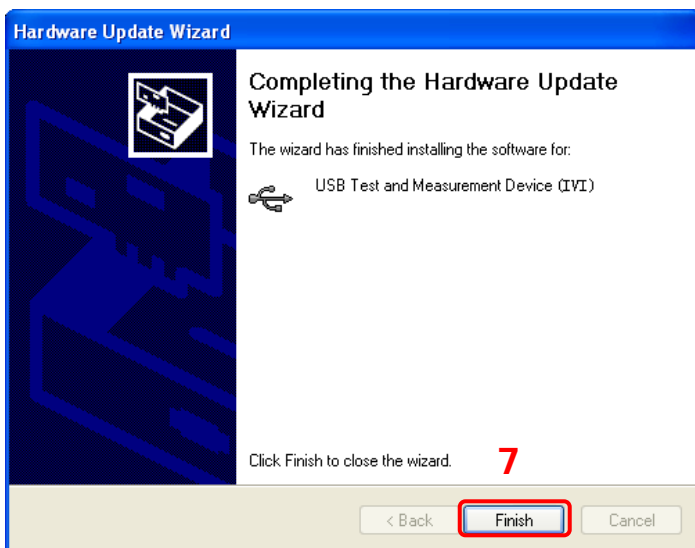 Hardware Update Wizard
Completing the Hardware Update
Wizard
The wizard has finished installing the software for:
USB Test and Measurement Device (IVI)
Click Finish to close the wizard.
7
< Back
Finish
Cancel